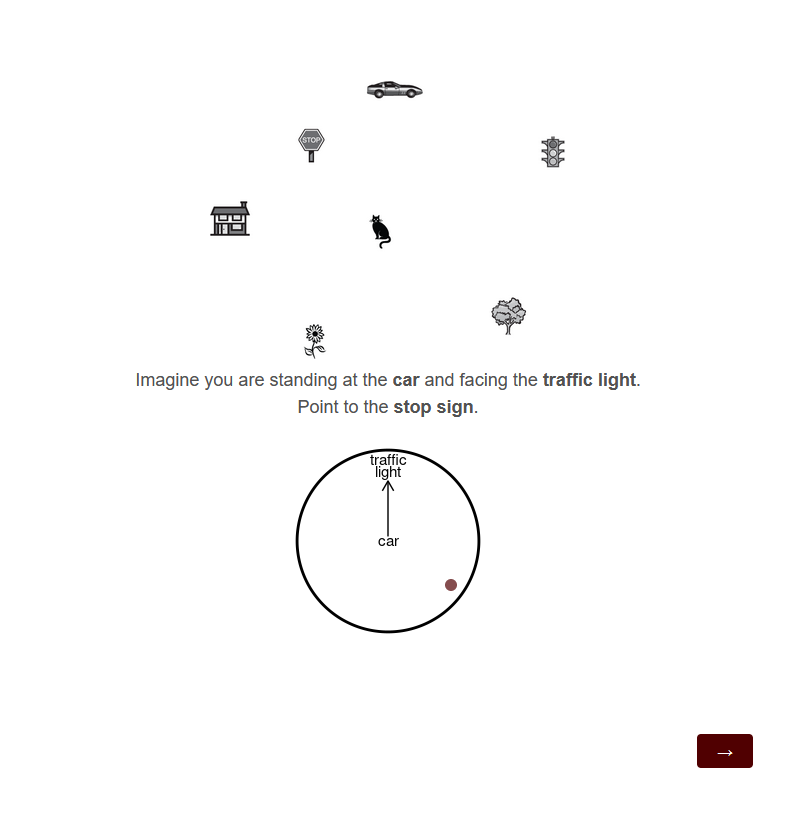 STOP
Imagine you are standing at the car and facing the traffic light.
Point to the stop sign.
traffic
light
car
→